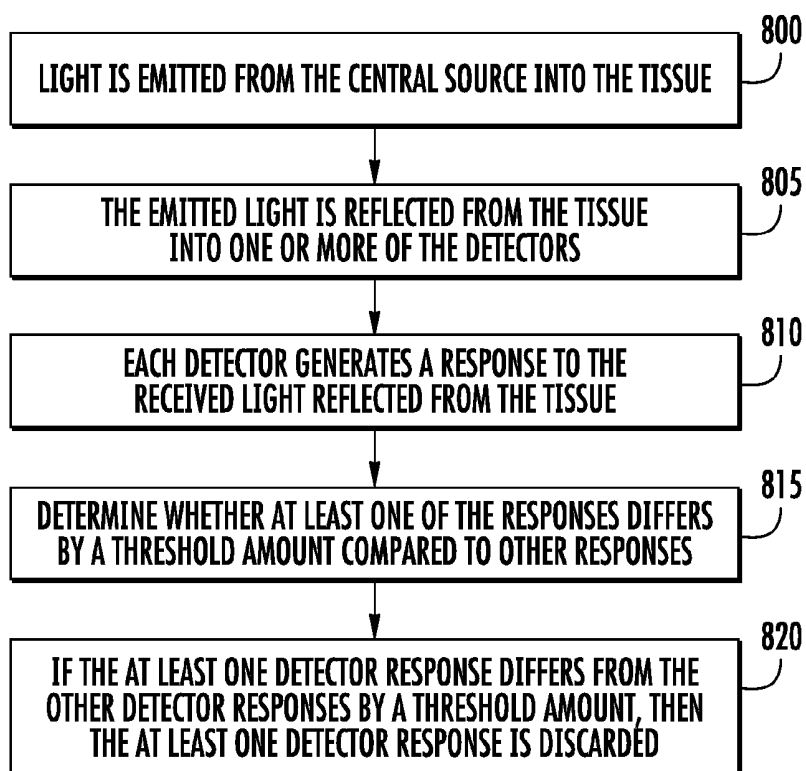 800
LIGHT IS EMITTED FROM THE CENTRAL SOURCE INTO THE TISSUE
805
THE EMITTED LIGHT IS REFLECTED FROM THE TISSUE
INTO ONE OR MORE OF THE DETECTORS
810
EACH DETECTOR GENERATES A RESPONSE TO THE
RECEIVED LIGHT REFLECTED FROM THE TISSUE
815
DETERMINE WHETHER AT LEAST ONE OF THE RESPONSES DIFFERS
BY A THRESHOLD AMOUNT COMPARED TO OTHER RESPONSES
820
IF THE AT LEAST ONE DETECTOR RESPONSE DIFFERS FROM THE
OTHER DETECTOR RESPONSES BY A THRESHOLD AMOUNT, THEN
THE AT LEAST ONE DETECTOR RESPONSE IS DISCARDED